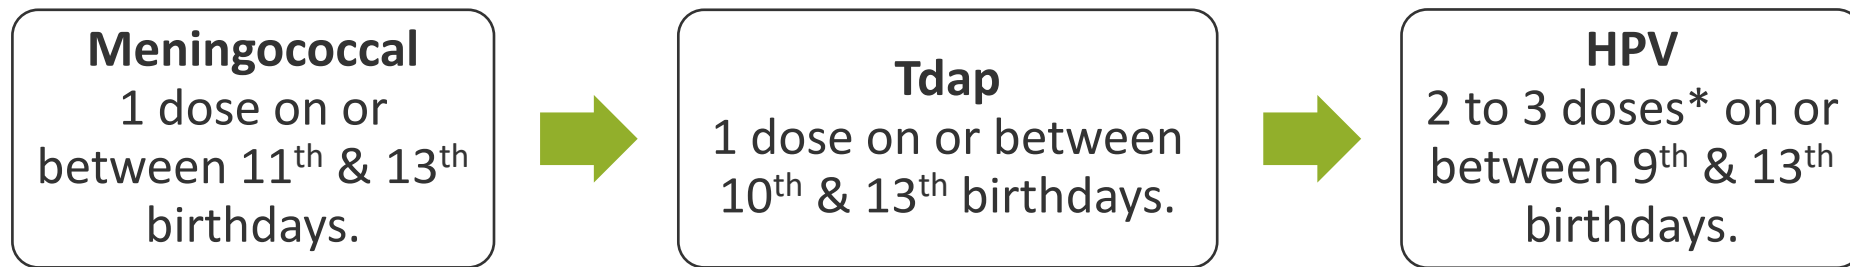 Meningococcal
1 dose on or
between 11th & 13th
birthdays.
Tdap
1 dose on or between
10th & 13th birthdays.
HPV
2 to 3 doses* on or
between 9th & 13th
birthdays.